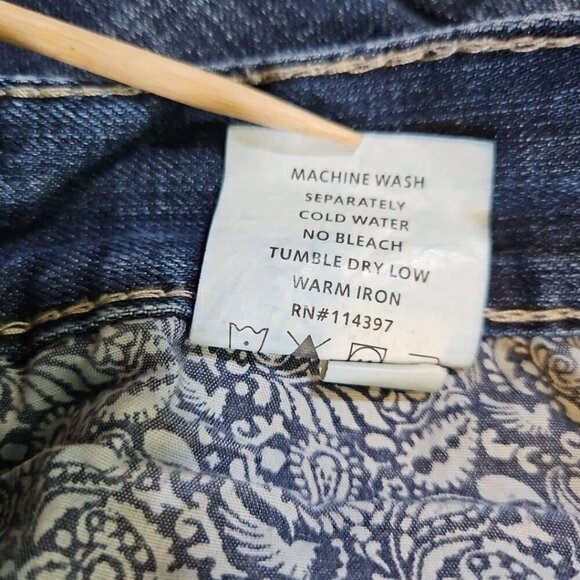 MACHINE WASH
SEPARATELY
COLD WATER
NO BLEACH
TUMBLE DRY LOW
WARM IRON
RN#114397